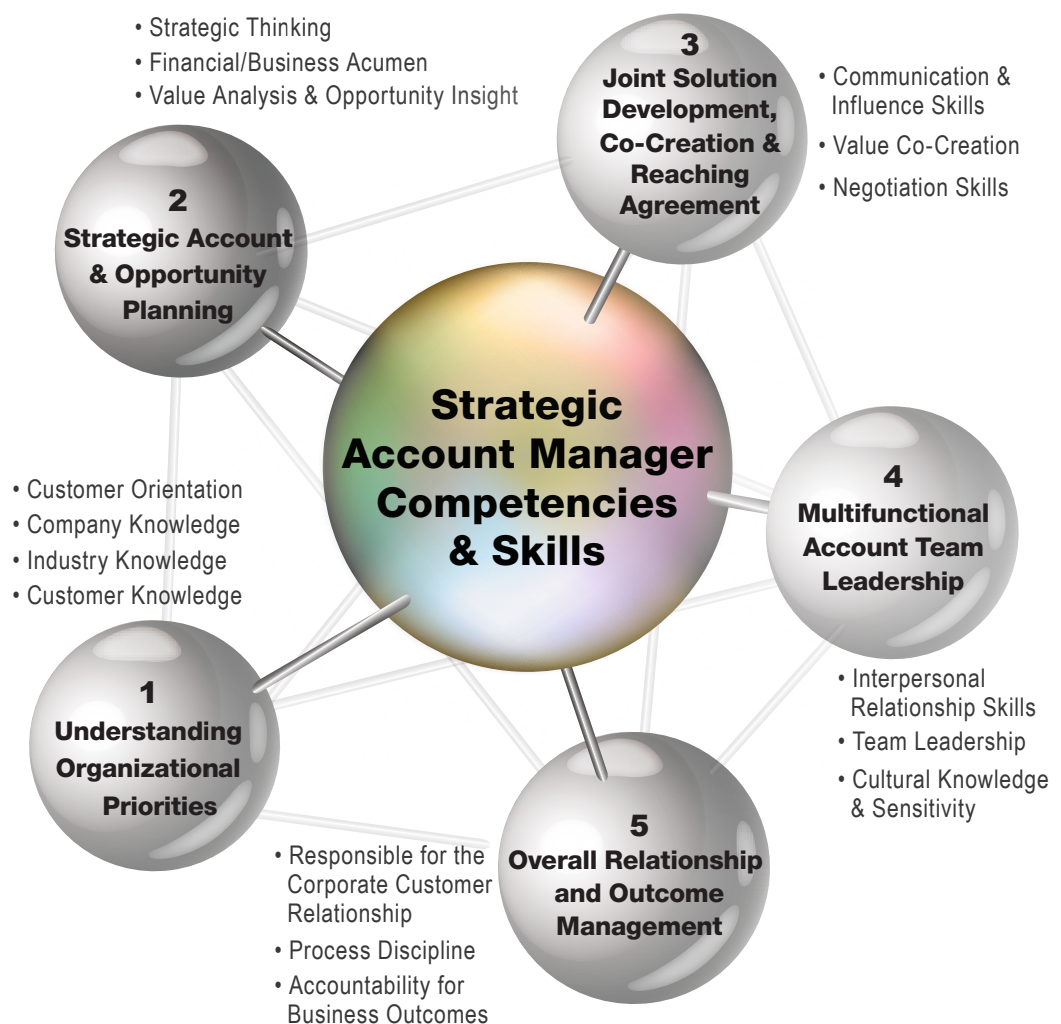 Strategic
Account Manager
Competencies
& Skills
1
Understanding
Organizational
Priorities
• Customer Orientation
• Company Knowledge
• Industry Knowledge
• Customer Knowledge
2
Strategic Account
& Opportunity
Planning
• Strategic Thinking
• Financial/Business Acumen
• Value Analysis & Opportunity Insight
3
Joint Solution
Development,
Co-Creation &
Reaching
Agreement
• Communication &
Influence Skills
• Value Co-Creation
• Negotiation Skills
4
Multifunctional
Account Team
Leadership
• Interpersonal
Relationship Skills
• Team Leadership
• Cultural Knowledge
& Sensitivity
5
Overall Relationship
and Outcome
Management
• Responsible for the
Corporate Customer
Relationship
• Process Discipline
• Accountability for
Business Outcomes